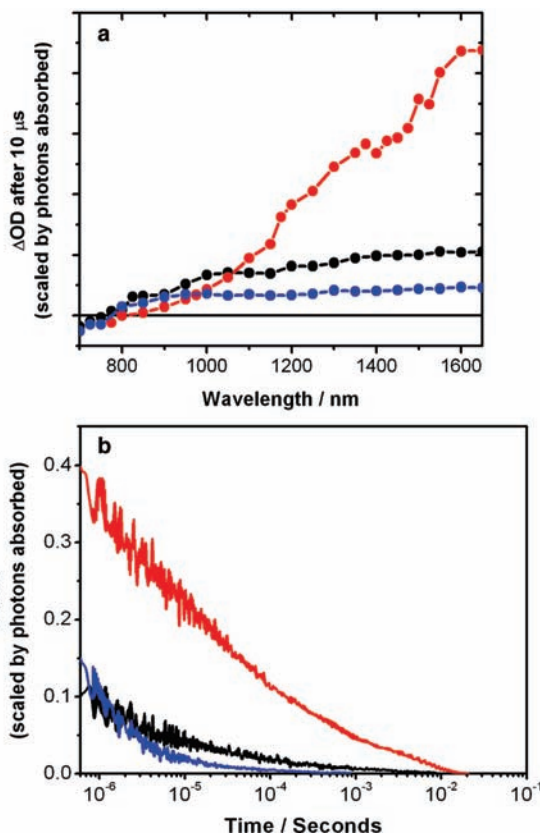 a
ΔOD after 10 μs
(scaled by photons absorbed)
800 1000 1200 1400 1600
Wavelength / nm
b
(scaled by photons absorbed)
0.4
0.3
0.2
0.1
0.0
10-6 10-5 10-4 10-3 10-2 10-1
Time / Seconds